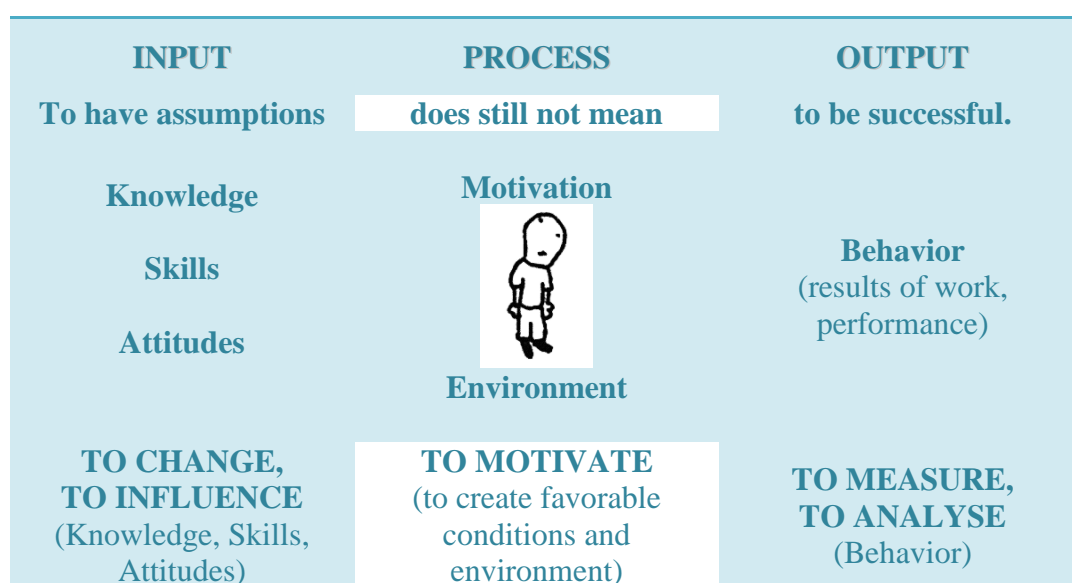 INPUT PROCESS OUTPUT
To have assumptions does still not mean to be successful.
Knowledge
Skills
Attitudes
Motivation
Environment
Behavior
(results of work,
performance)
TO CHANGE,
TO INFLUENCE
(Knowledge, Skills,
Attitudes)
TO MOTIVATE
(to create favorable
conditions and
environment)
TO MEASURE,
TO ANALYSE
(Behavior)